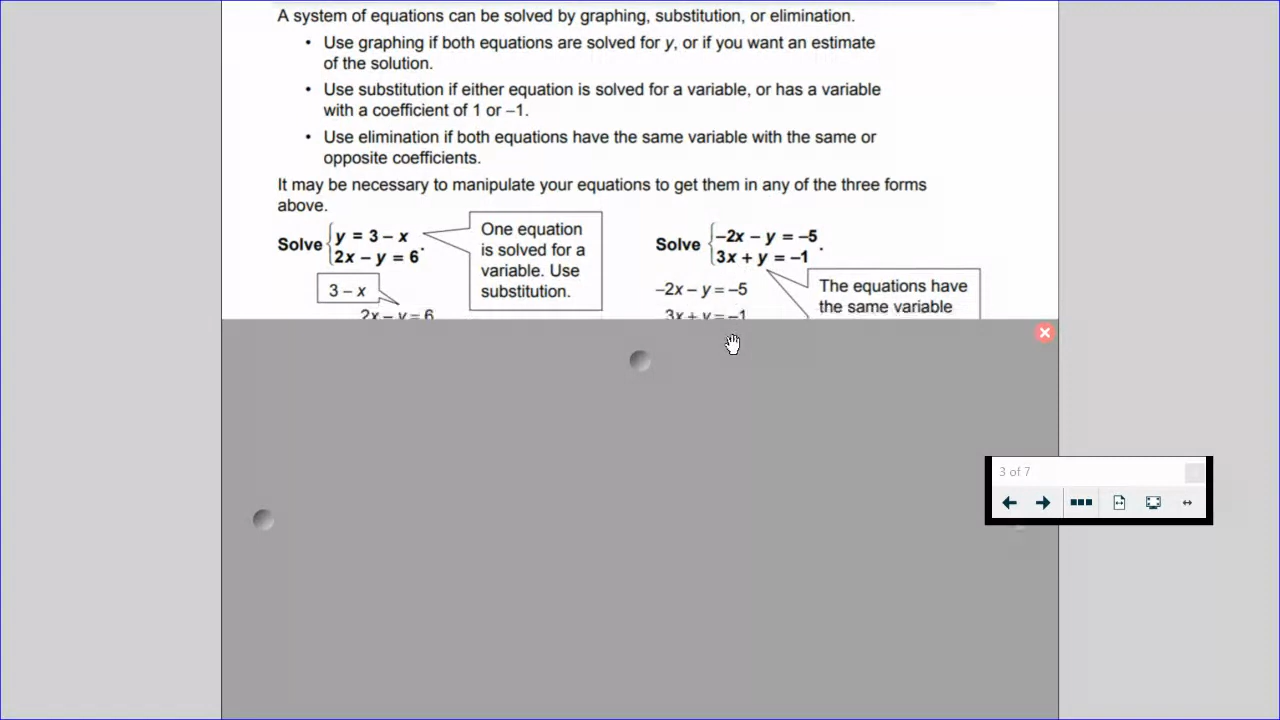 A system of equations can be solved by graphing, substitution, or elimination.
• Use graphing if both equations are solved for y, or if you want an estimate
of the solution.
• Use substitution if either equation is solved for a variable, or has a variable
with a coefficient of 1 or –1.
• Use elimination if both equations have the same variable with the same or
opposite coefficients.
It may be necessary to manipulate your equations to get them in any of the three forms
above.
Solve { y = 3 – x
2x – y = 6 .
One equation
is solved for a
variable. Use
substitution.
3 – x
2x – y = 6
Solve { –2x – y = –5
3x + y = –1 .
–2x – y = –5
3x + y = –1
The equations have
the same variable
3 of 7